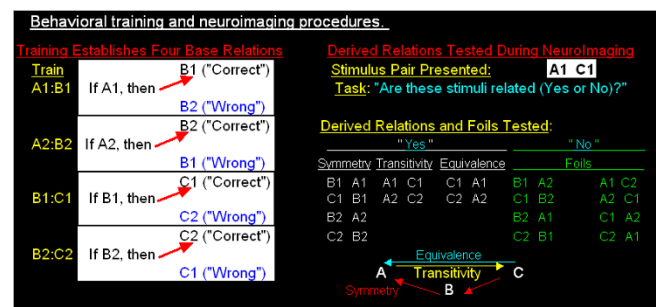 Behavioral training and neuroimaging procedures.
Training Establishes Four Base Relations
Train
A1:B1
If A1, then
B1 ("Correct")
B2 ("Wrong")
A2:B2
If A2, then
B2 ("Correct")
B1 ("Wrong")
B1:C1
If B1, then
C1 ("Correct")
C2 ("Wrong")
B2:C2
If B2, then
C2 ("Correct")
C1 ("Wrong")
Derived Relations Tested During NeuroImaging
Stimulus Pair Presented: A1 C1
Task: "Are these stimuli related (Yes or No)?"
Derived Relations and Foils Tested:
"Yes" "No"
Symmetry Transitivity Equivalence Foils
B1 A1 A1 C1 C1 A1 B1 A2 A1 C2
C1 B1 A2 C2 C2 A2 C1 B2 A2 C1
B2 A2 B2 A1 C1 A2
C2 B2 C2 B1 C2 A1
Equivalence
A Transitivity C
Symmetry B